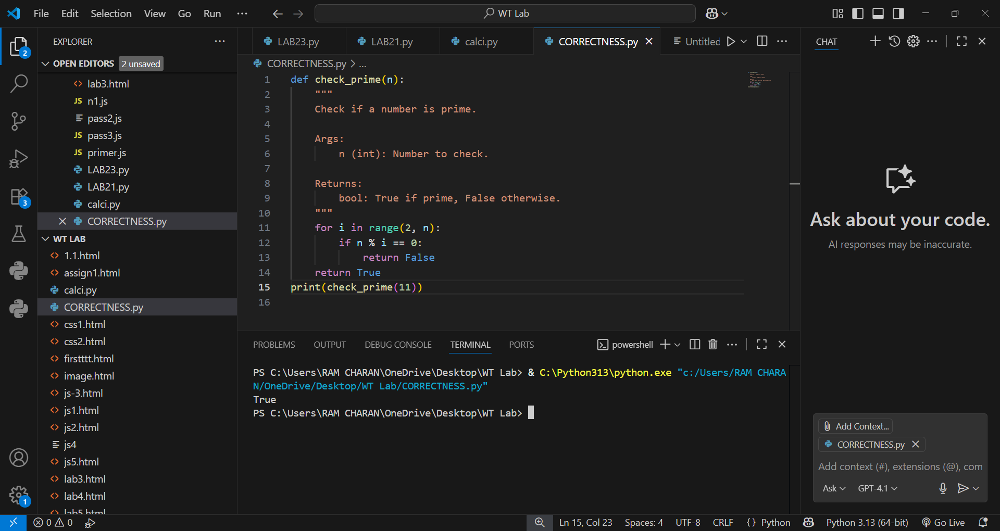 File Edit Selection View Go Run ··· WT Lab
EXPLORER
OPEN EDITORS 2 unsaved
lab3.html
JS n1.js
pass2,js
JS pass3.js
JS primer.js
LAB23.py
LAB21.py
calci.py
CORRECTNESS.py
WT LAB
1.1.html
assign1.html
calci.py
CORRECTNESS.py
css1.html
css2.html
firstttt.html
image.html
js-3.html
js1.html
js2.html
js4
js5.html
lab3.html
lab4.html
lab5.html
2
3
1
LAB23.py LAB21.py calci.py CORRECTNESS.py Untitled
CORRECTNESS.py > ...
1 def check_prime(n):
2 """
3 Check if a number is prime.
4
5 Args:
6 n (int): Number to check.
7
8 Returns:
9 bool: True if prime, False otherwise.
10 """
11 for i in range(2, n):
12 if n % i == 0:
13 return False
14 return True
15 print(check_prime(11))
16
PROBLEMS OUTPUT DEBUG CONSOLE TERMINAL PORTS powershell
PS C:\Users\RAM CHARAN\OneDrive\Desktop\WT Lab> & C:\Python313\python.exe "c:/Users/RAM CHARA
N/OneDrive/Desktop/WT Lab/CORRECTNESS.py"
True
PS C:\Users\RAM CHARAN\OneDrive\Desktop\WT Lab>
CHAT
Ask about your code.
AI responses may be inaccurate.
Add Context...
CORRECTNESS.py
Add context (#), extensions (@), com
Ask GPT-4.1
0 0 Ln 15, Col 23 Spaces: 4 UTF-8 CRLF {} Python Python 3.13 (64-bit) Go Live